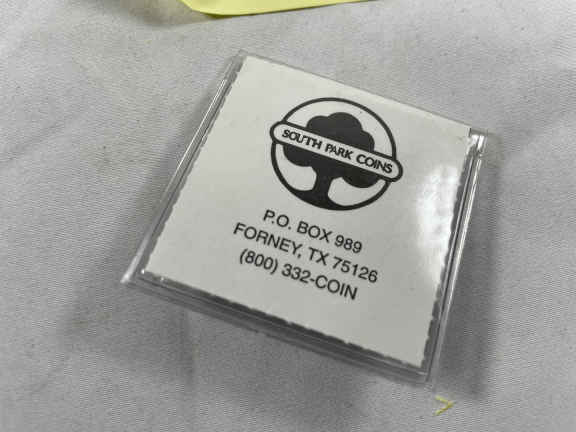 SOUTH PARK COINS
P.O. BOX 989
FORNEY, TX 75126
(800) 332-COIN